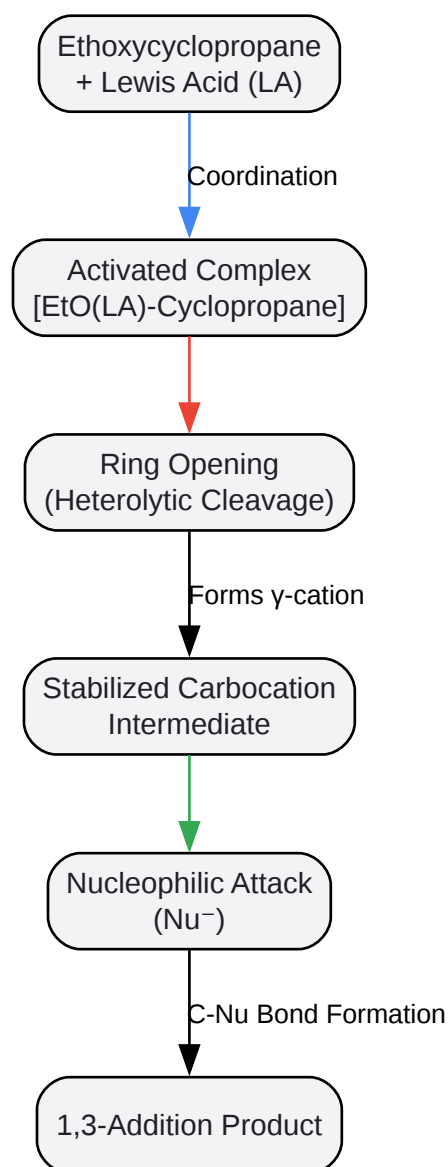 Ethoxycyclopropane
+ Lewis Acid (LA)
Coordination
Activated Complex
[EtO(LA)-Cyclopropane]
Ring Opening
(Heterolytic Cleavage)
Forms γ-cation
Stabilized Carbocation
Intermediate
Nucleophilic Attack
(Nu⁻)
C-Nu Bond Formation
1,3-Addition Product